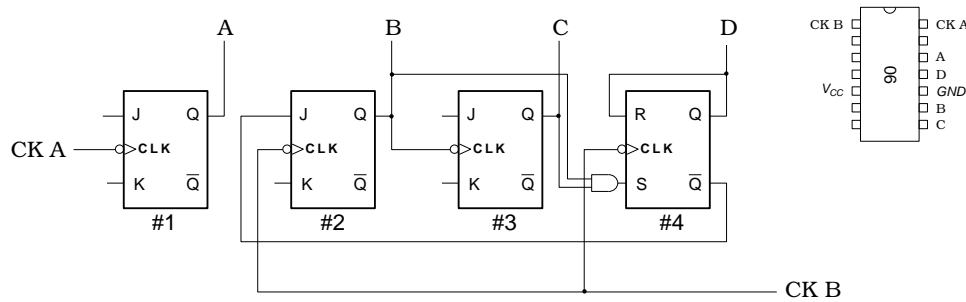 A B C D
CK A
J Q
CLK
K Q
#1
J Q
CLK
K Q
#2
J Q
CLK
K Q
#3
R Q
CLK
S Q
#4
CK B
CK B CK A
A
D
VCC GND
B
C
90